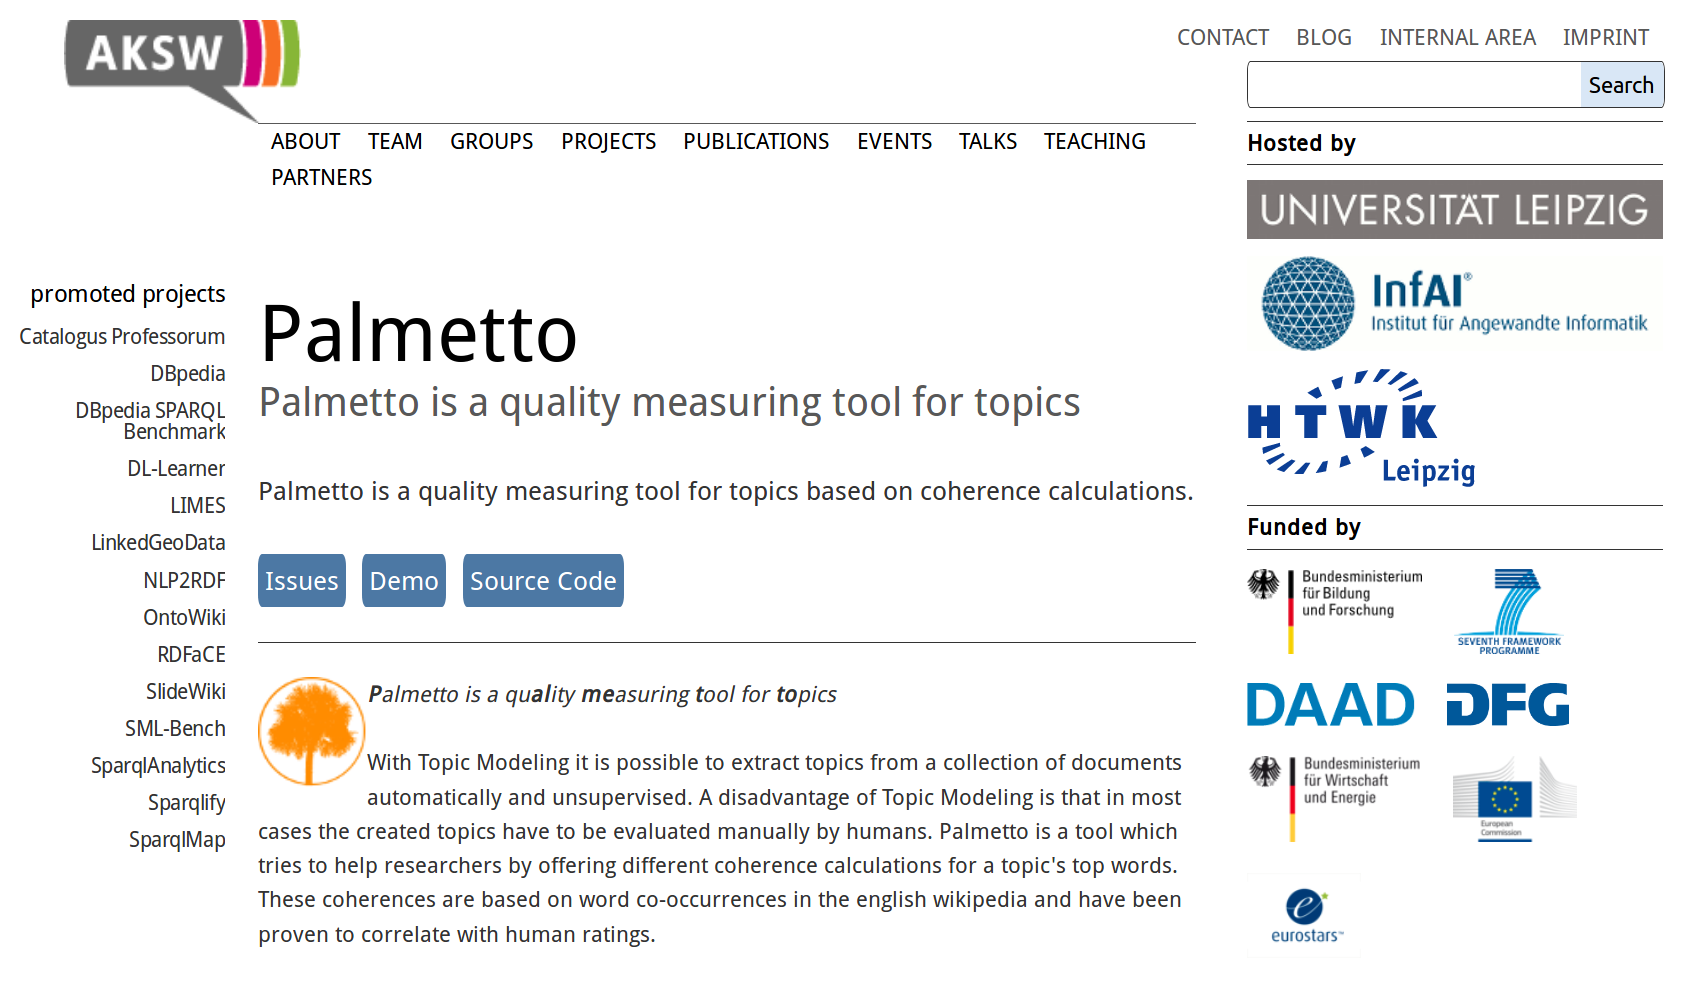 AKSW
CONTACT BLOG INTERNAL AREA IMPRINT
Search
ABOUT TEAM GROUPS PROJECTS PUBLICATIONS EVENTS TALKS TEACHING
PARTNERS
promoted projects
Catalogus Professorum
DBpedia
DBpedia SPARQL
Benchmark
DL-Learner
LIMES
LinkedGeoData
NLP2RDF
OntoWiki
RDFaCE
SlideWiki
SML-Bench
SparqlAnalytics
Sparqlify
SparqlMap
Palmetto
Palmetto is a quality measuring tool for topics
Palmetto is a quality measuring tool for topics based on coherence calculations.
Issues Demo Source Code
Palmetto is a quality measuring tool for topics
With Topic Modeling it is possible to extract topics from a collection of documents
automatically and unsupervised. A disadvantage of Topic Modeling is that in most
cases the created topics have to be evaluated manually by humans. Palmetto is a tool which
tries to help researchers by offering different coherence calculations for a topic's top words.
These coherences are based on word co-occurrences in the english wikipedia and have been
proven to correlate with human ratings.
Hosted by
UNIVERSITÄT LEIPZIG
InfAI®
Institut für Angewandte Informatik
HTWK
Leipzig
Funded by
Bundesministerium
für Bildung
und Forschung
7
SEVENTH FRAMEWORK
PROGRAMME
DAAD
DFG
Bundesministerium
für Wirtschaft
und Energie
European
Commission
e
eurostars™